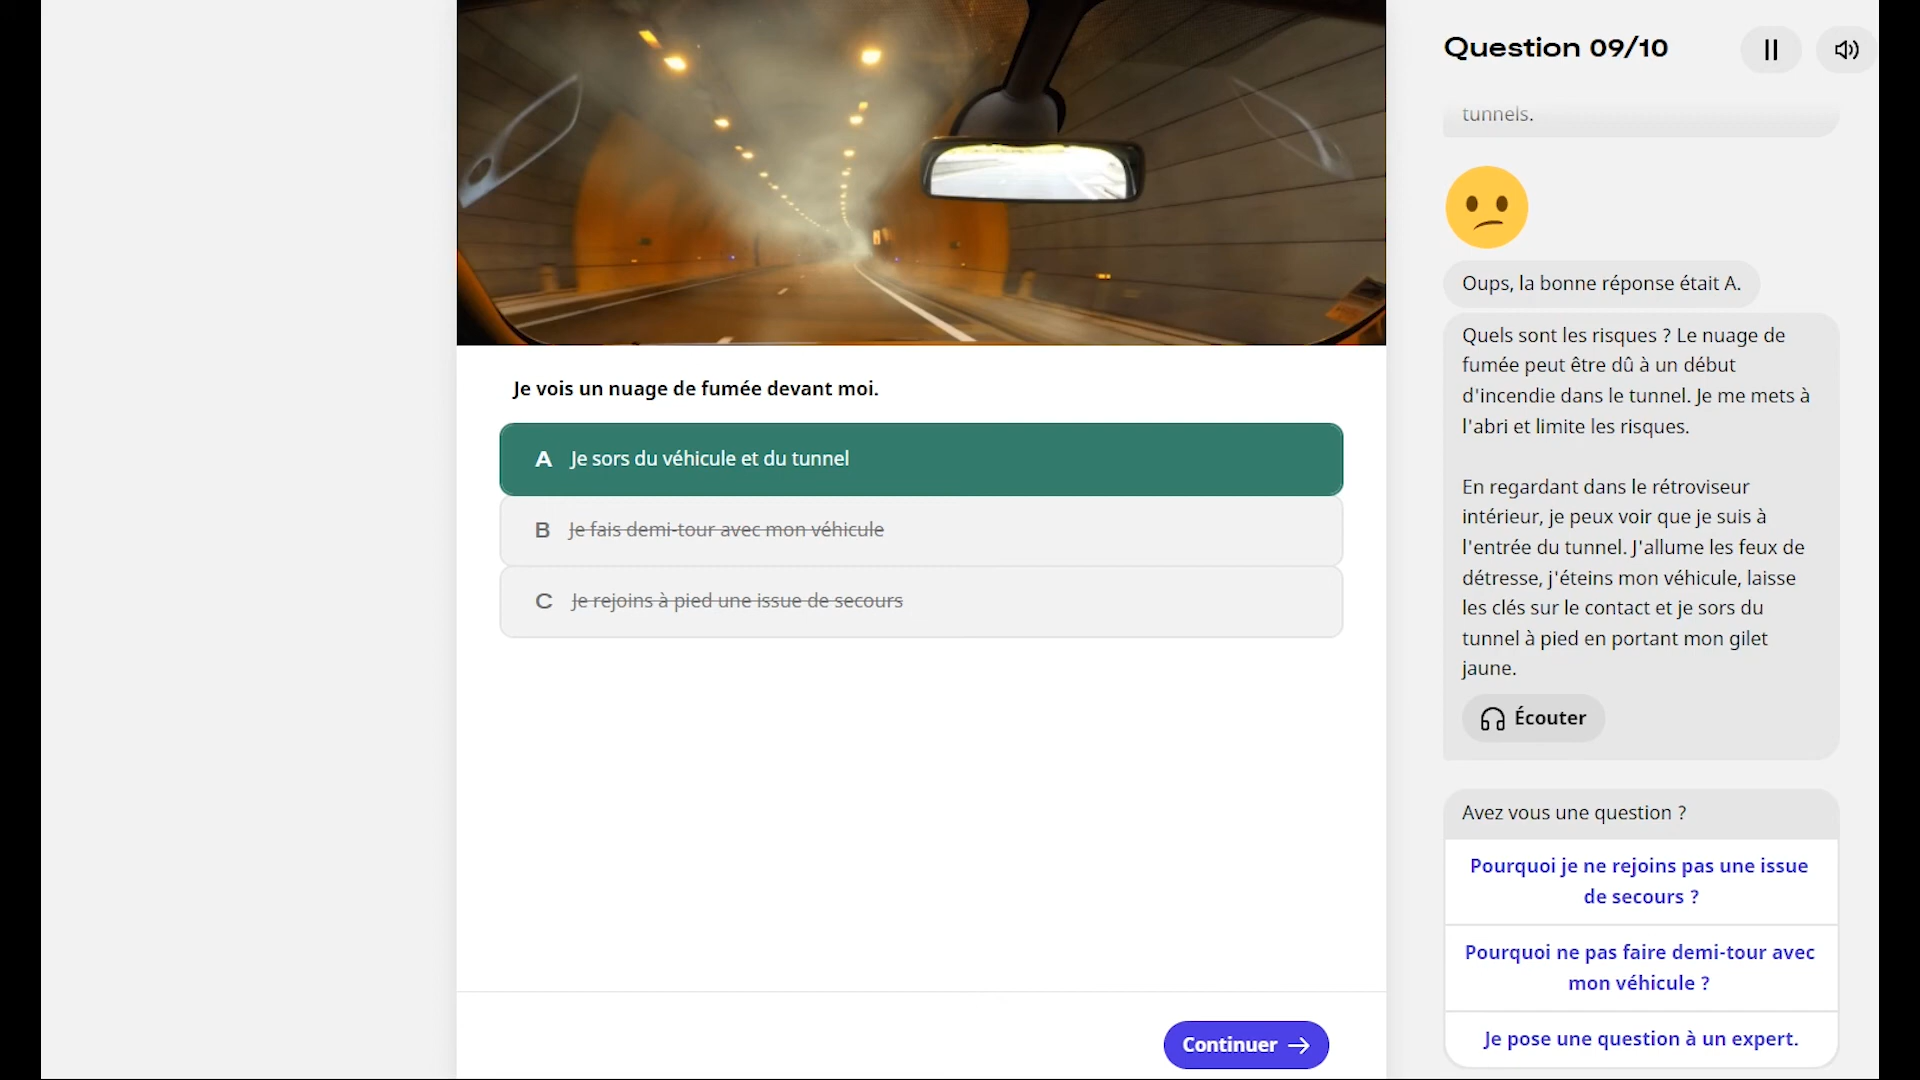 Je vois un nuage de fumée devant moi.
A Je sors du véhicule et du tunnel
B Je fais demi-tour avec mon véhicule
C Je rejoins à pied une issue de secours
Continuer
Question 09/10
tunnels.
Oups, la bonne réponse était A.
Quels sont les risques ? Le nuage de
fumée peut être dû à un début
d'incendie dans le tunnel. Je me mets à
l'abri et limite les risques.
En regardant dans le rétroviseur
intérieur, je peux voir que je suis à
l'entrée du tunnel. J'allume les feux de
détresse, j'éteins mon véhicule, laisse
les clés sur le contact et je sors du
tunnel à pied en portant mon gilet
jaune.
Écouter
Avez vous une question ?
Pourquoi je ne rejoins pas une issue
de secours ?
Pourquoi ne pas faire demi-tour avec
mon véhicule ?
Je pose une question à un expert.